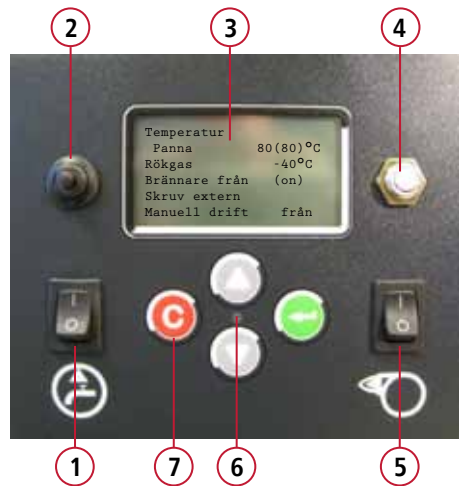 2 3 4
Temperatur
Panna 80(80)°C
Rökgas -40°C
Brännare från (on)
Skruv extern
Manuell drift från
I I
C
O O
1 7 6 5